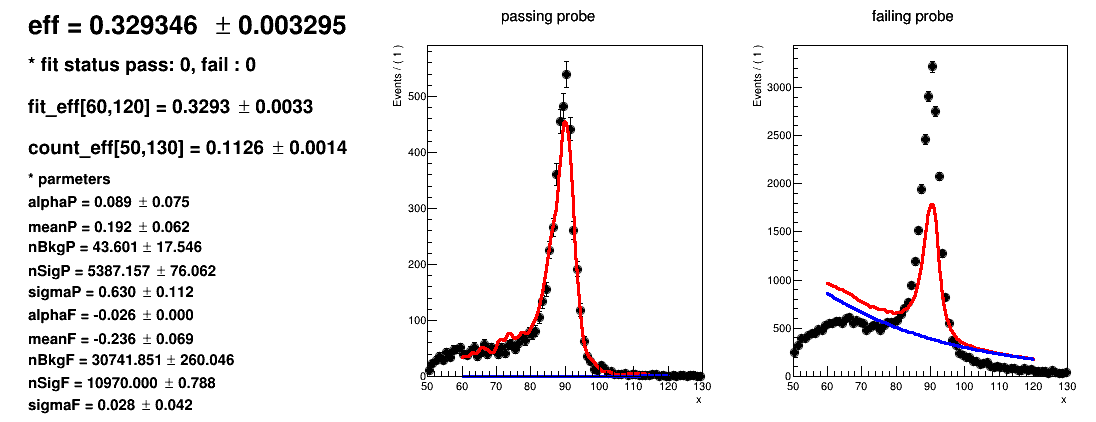 eff = 0.329346 ± 0.003295
* fit status pass: 0, fail : 0
fit_eff[60,120] = 0.3293 ± 0.0033
count_eff[50,130] = 0.1126 ± 0.0014
* parmeters
alphaP = 0.089 ± 0.075
meanP = 0.192 ± 0.062
nBkgP = 43.601 ± 17.546
nSigP = 5387.157 ± 76.062
sigmaP = 0.630 ± 0.112
alphaF = -0.026 ± 0.000
meanF = -0.236 ± 0.069
nBkgF = 30741.851 ± 260.046
nSigF = 10970.000 ± 0.788
sigmaF = 0.028 ± 0.042
passing probe
Events / ( 1 )
500
400
300
200
100
0
50 60 70 80 90 100 110 120 130
x
failing probe
Events / ( 1 )
3000
2500
2000
1500
1000
500
0
50 60 70 80 90 100 110 120 130
x